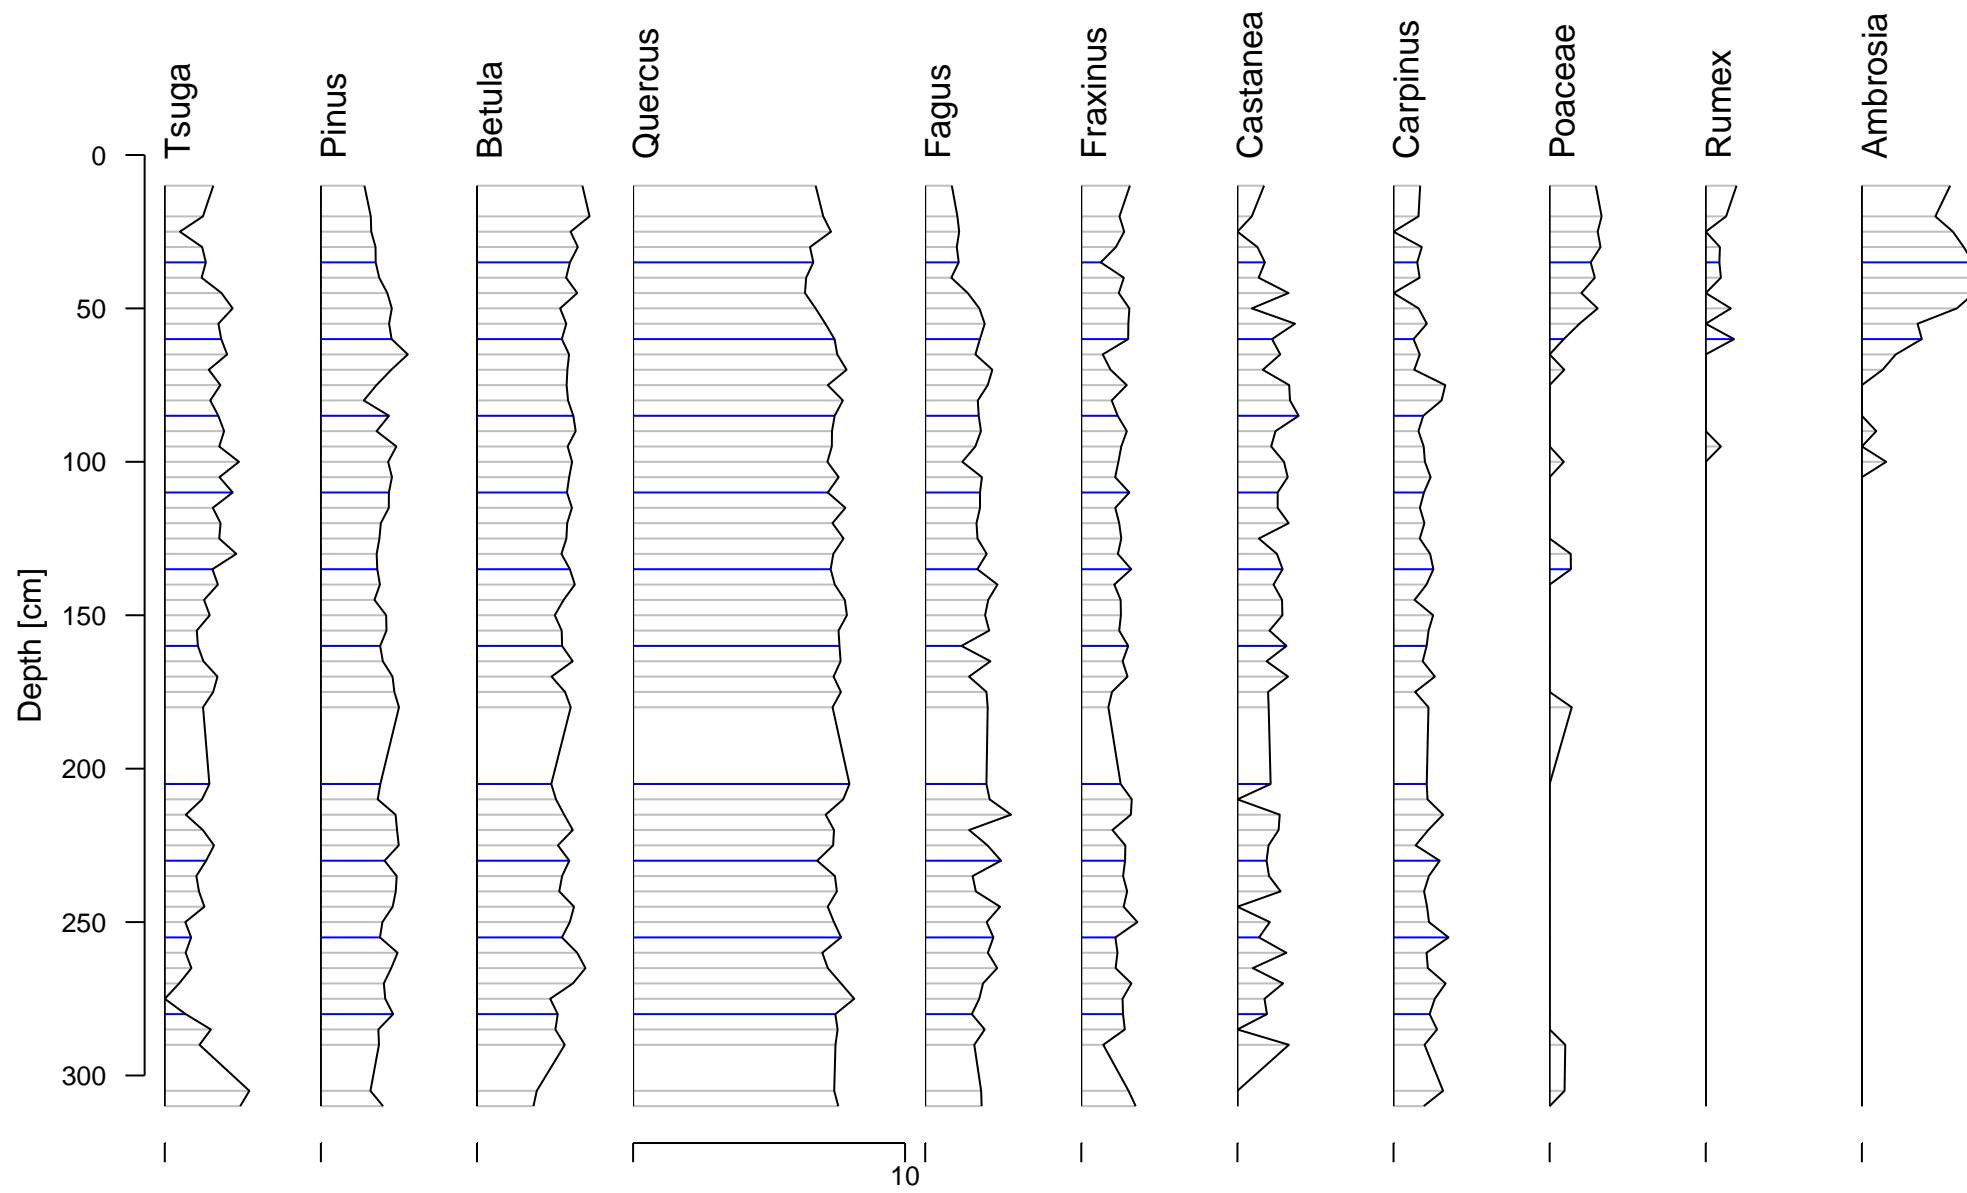 Tsuga
Pinus
Betula
Quercus
Fagus
Fraxinus
Castanea
Carpinus
Poaceae
Rumex
Ambrosia
0
50
100
150
200
250
300
Depth [cm]
10